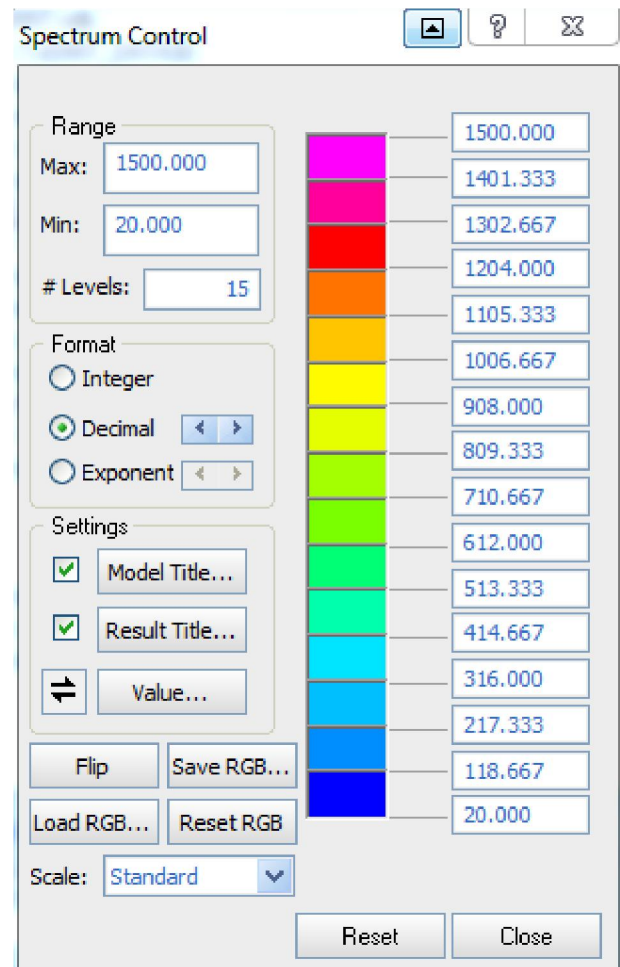 Spectrum Control
Range
Max: 1500.000
Min: 20.000
# Levels: 15
Format
Integer
Decimal
Exponent
Settings
Model Title...
Result Title...
Value...
Flip
Save RGB...
Load RGB...
Reset RGB
Scale: Standard
1500.000
1401.333
1302.667
1204.000
1105.333
1006.667
908.000
809.333
710.667
612.000
513.333
414.667
316.000
217.333
118.667
20.000
Reset
Close